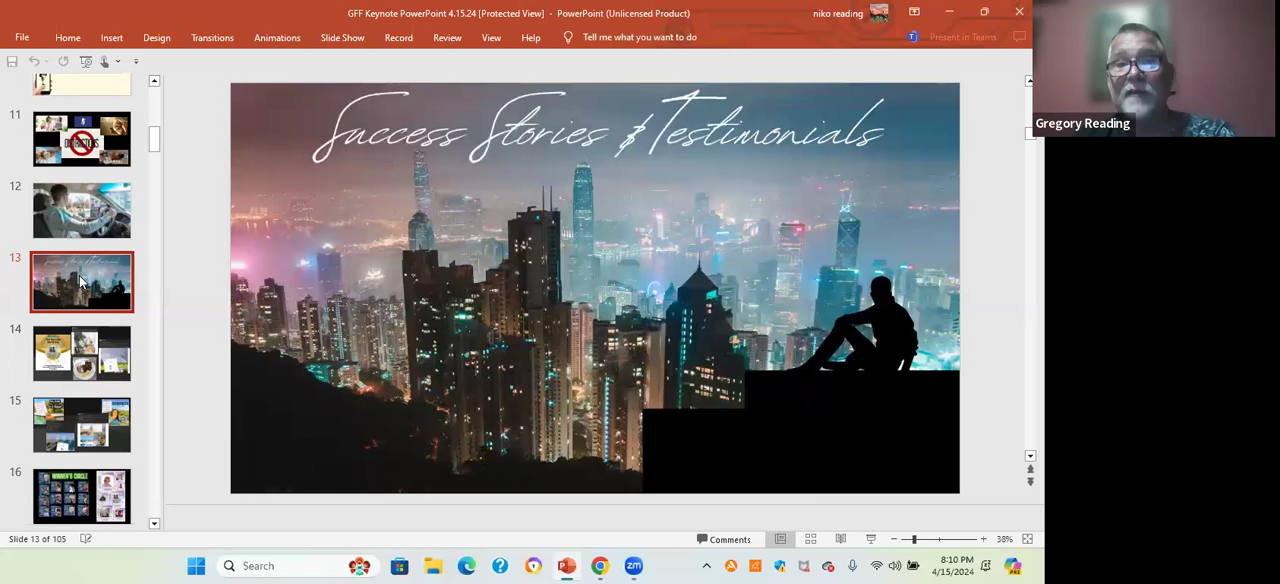 GFF Keynote PowerPoint 4.15.24 [Protected View] - PowerPoint (Unlicensed Product)
niko reading
File Home Insert Design Transitions Animations Slide Show Record Review View Help Tell me what you want to do
Present in Teams
Gregory Reading
11
12
13
14
15
16
WINNER'S CIRCLE
Success Stories & Testimonials
Slide 13 of 105
Comments
38%
Search
zm
8:10 PM
4/15/2024
PRE